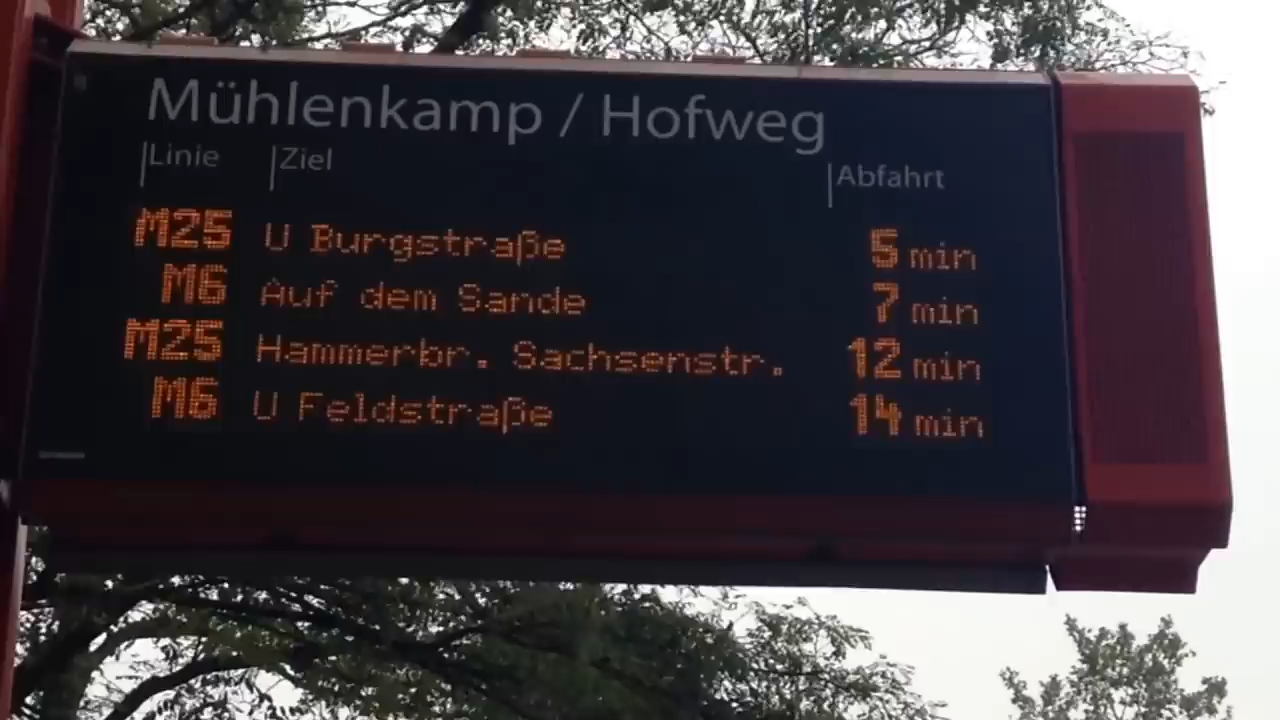 Mühlenkamp / Hofweg
Linie Ziel Abfahrt
M25 U Burgstraße 5 min
M6 Auf dem Sande 7 min
M25 Hammerbr. Sachsenstr. 12 min
M6 U Feldstraße 14 min